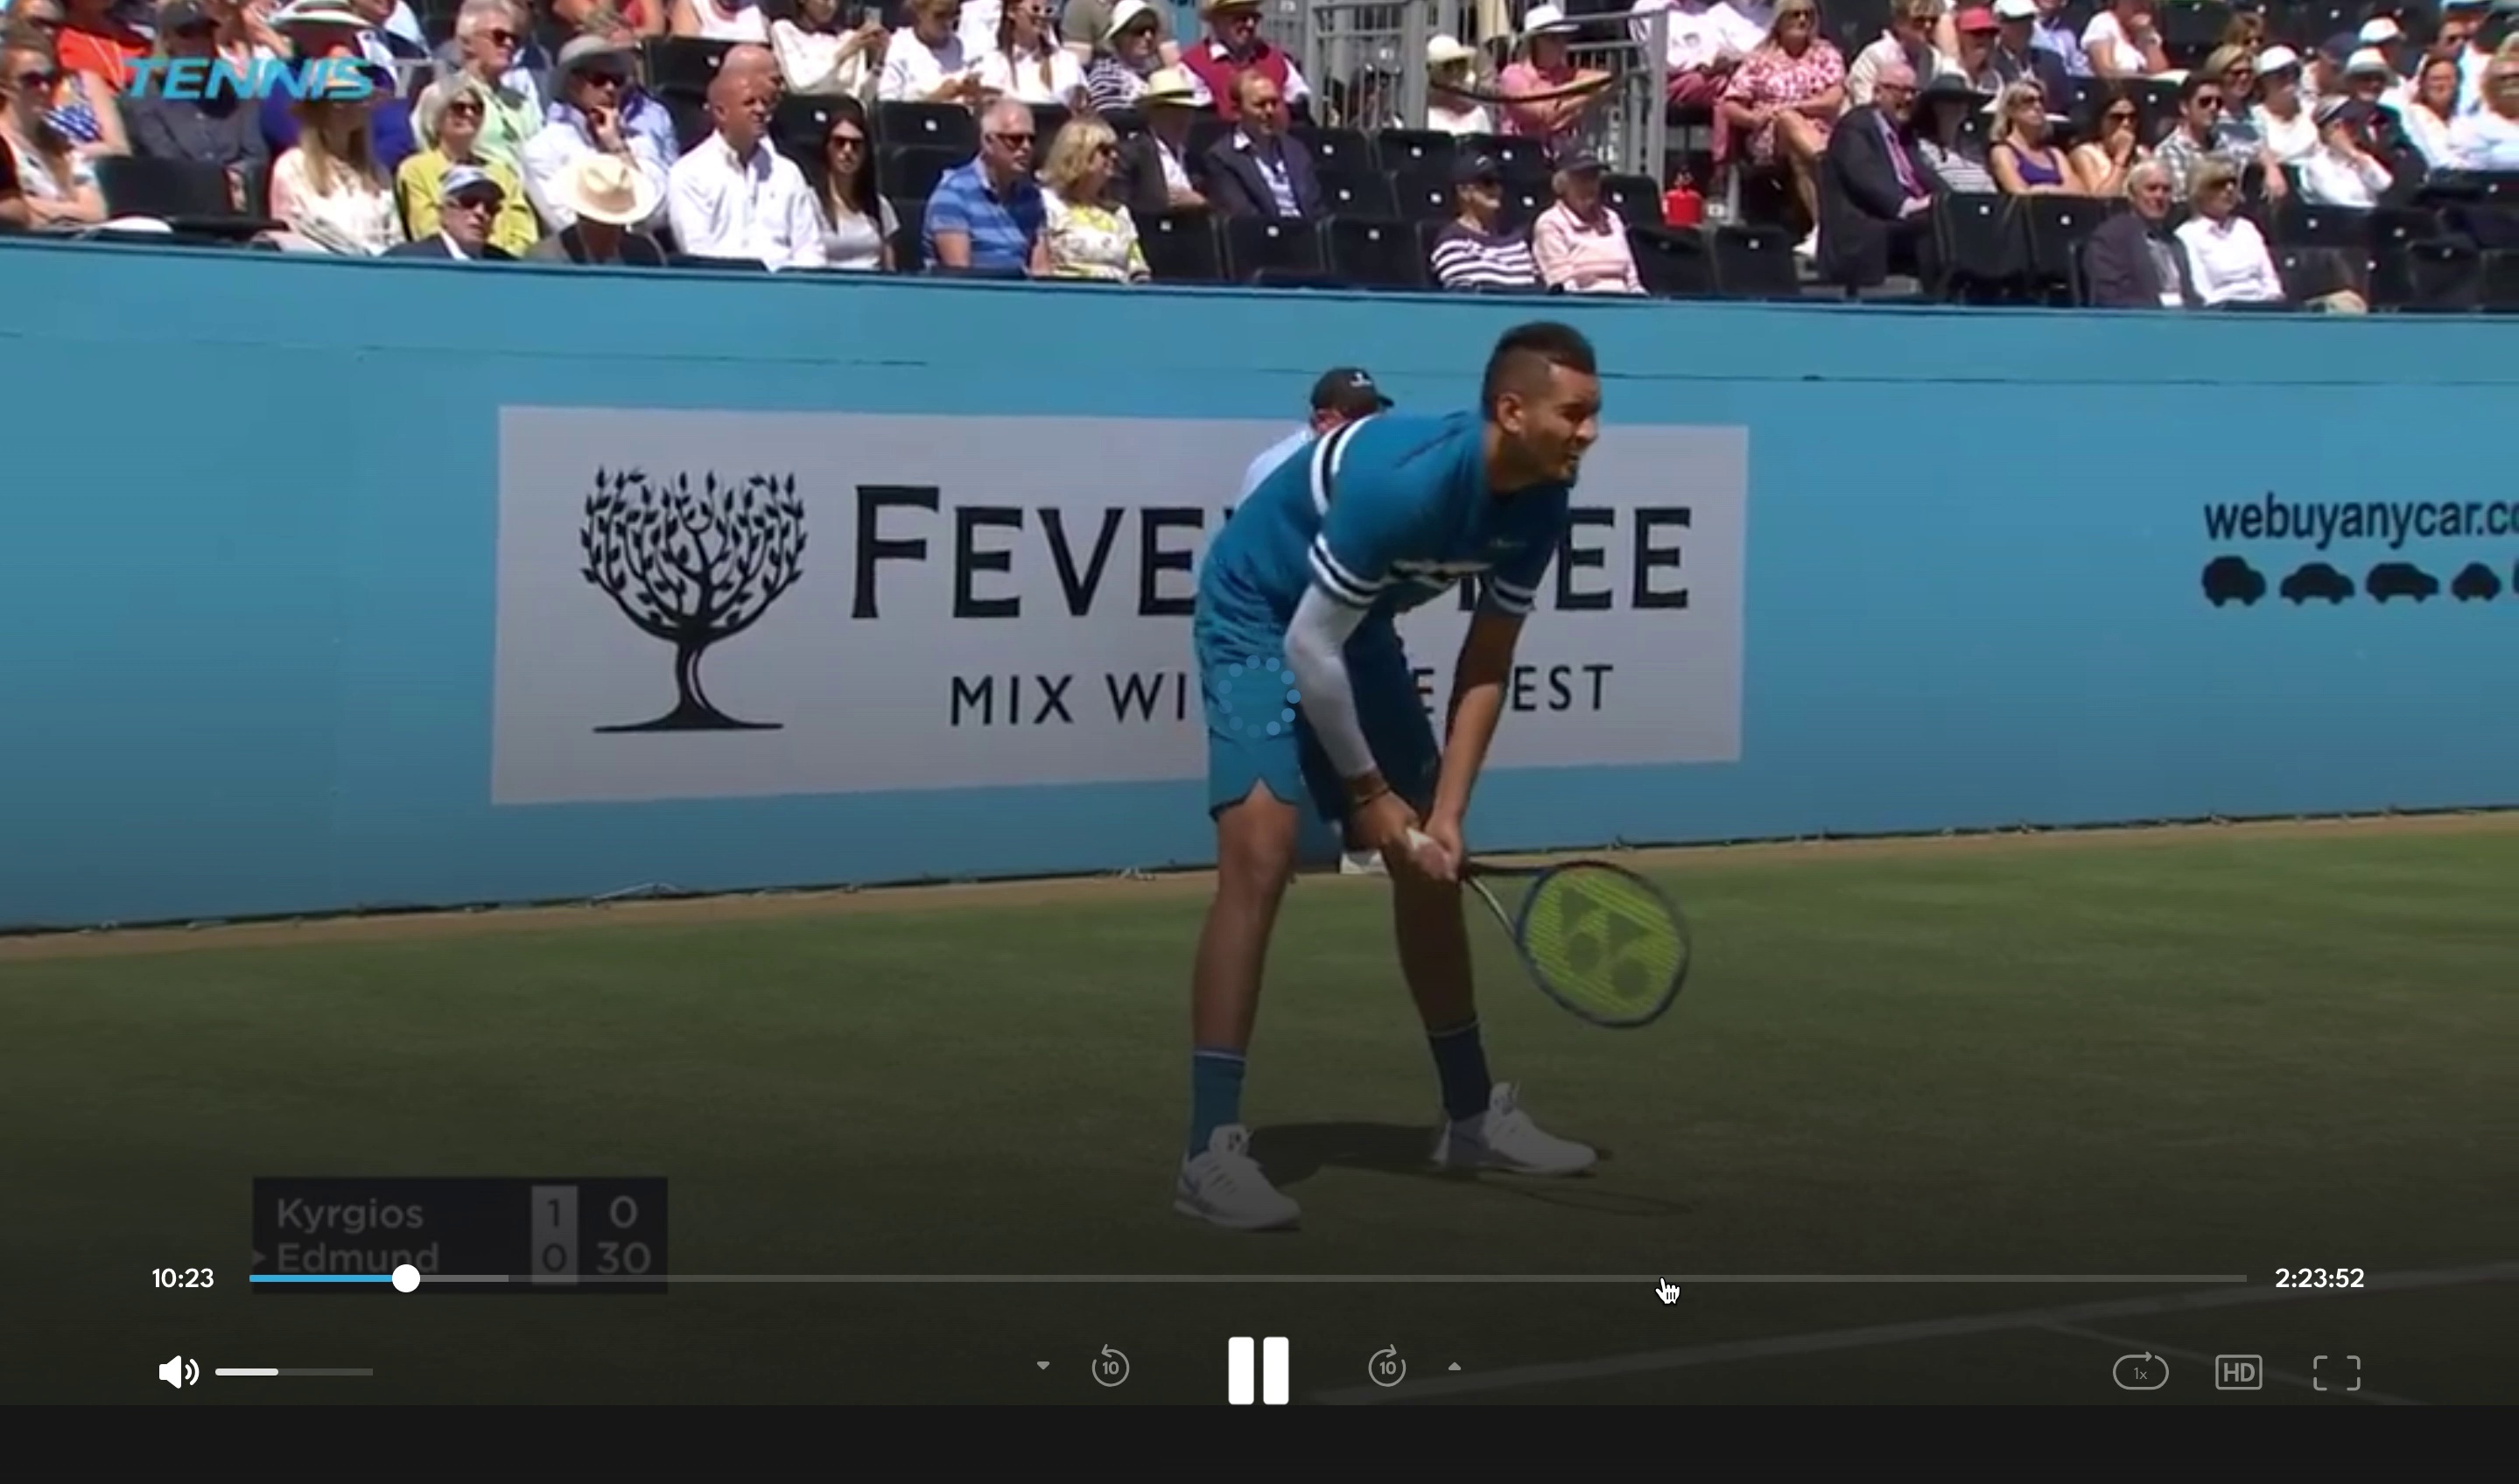 TENNIS T
FEVE EE
MIX WI E EST
webuyanycar.co
Kyrgios 1 0
Edmund 0 30
10:23
2:23:52
10
10
1x
HD